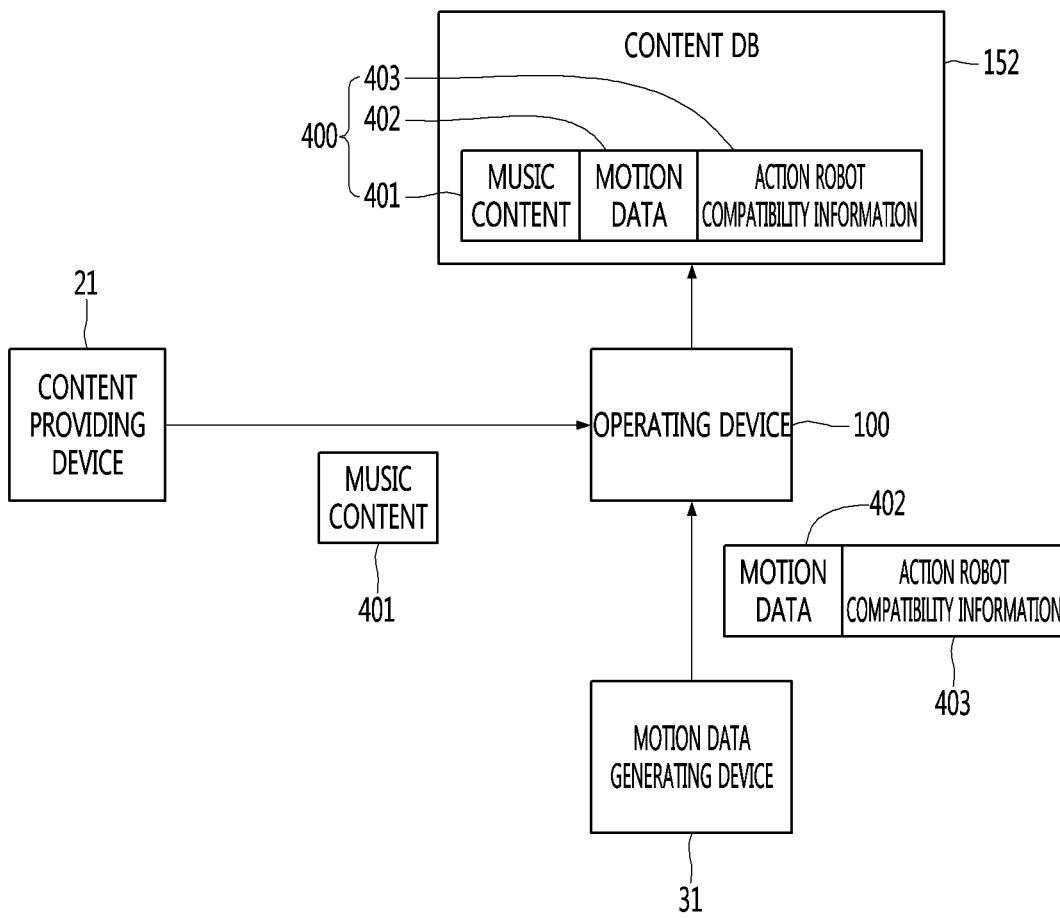 CONTENT DB
152
403
402
400
401
MUSIC
CONTENT
MOTION
DATA
ACTION ROBOT
COMPATIBILITY INFORMATION
21
CONTENT
PROVIDING
DEVICE
OPERATING DEVICE
100
MUSIC
CONTENT
401
402
MOTION
DATA
ACTION ROBOT
COMPATIBILITY INFORMATION
403
MOTION DATA
GENERATING DEVICE
31